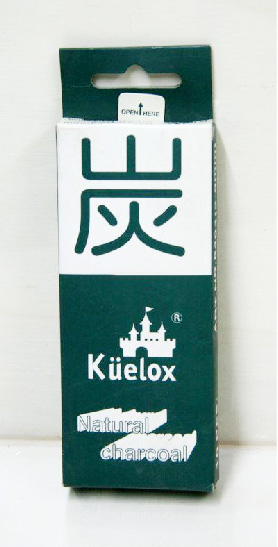 OPEN HERE
炭
®
Küelox
Natural
charcoal